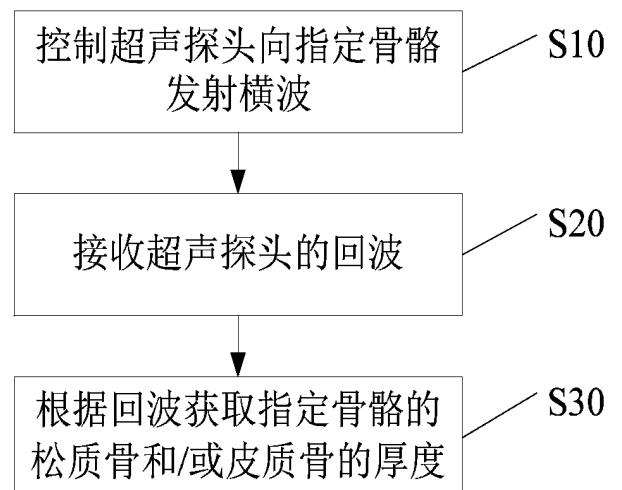 控制超声探头向指定骨骼
发射横波
S10
接收超声探头的回波
S20
根据回波获取指定骨骼的
松质骨和/或皮质骨的厚度
S30